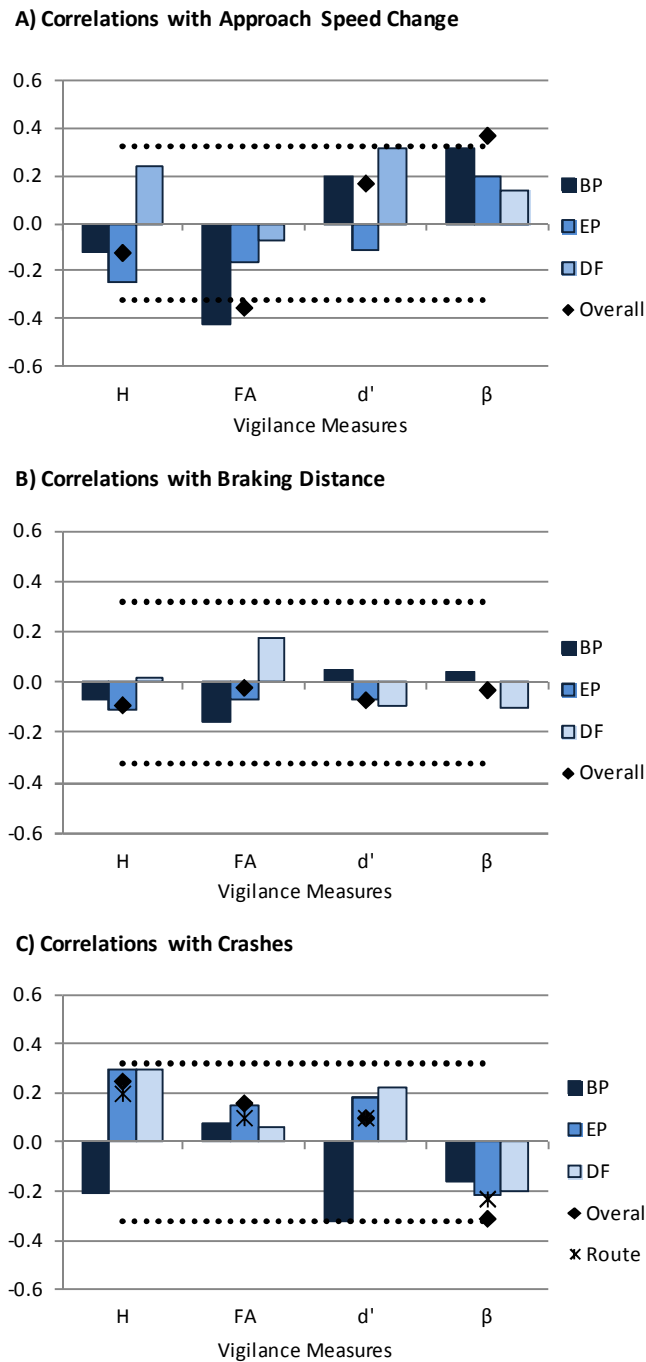 A) Correlations with Approach Speed Change
0.6
0.4
0.2
0.0
-0.2
-0.4
-0.6
H FA d' β
Vigilance Measures
BP
EP
DF
Overall
B) Correlations with Braking Distance
0.6
0.4
0.2
0.0
-0.2
-0.4
-0.6
H FA d' β
Vigilance Measures
BP
EP
DF
Overall
C) Correlations with Crashes
0.6
0.4
0.2
0.0
-0.2
-0.4
-0.6
H FA d' β
Vigilance Measures
BP
EP
DF
Overal
Route